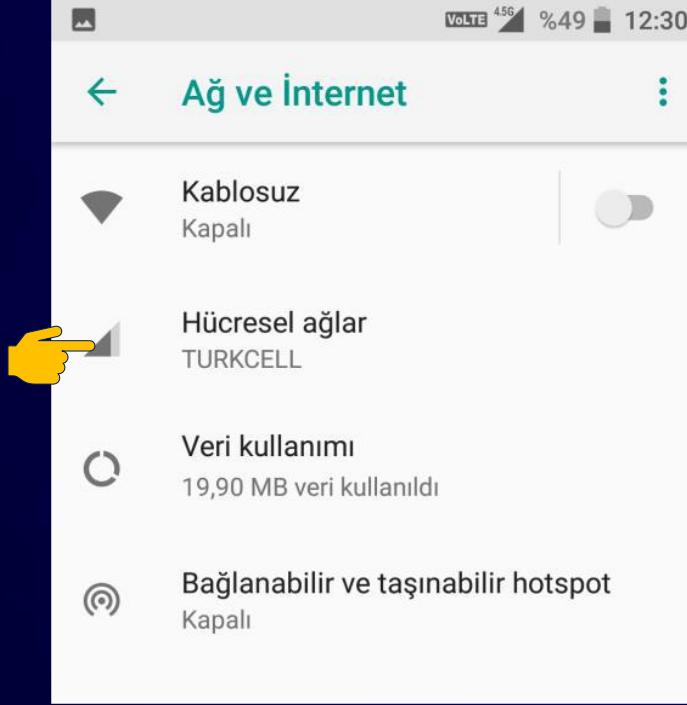 VoLTE 4.5G %49 12:30
Ağ ve İnternet
Kablosuz
Kapalı
Hücresel ağlar
TURKCELL
Veri kullanımı
19,90 MB veri kullanıldı
Bağlanabilir ve taşınabilir hotspot
Kapalı